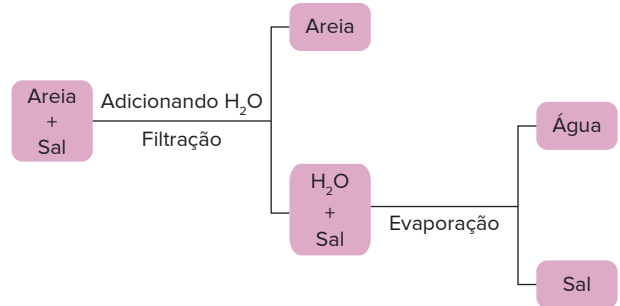 Areia
+
Sal
Adicionando H₂O
Filtração
Areia
H₂O
+
Sal
Evaporação
Água
Sal